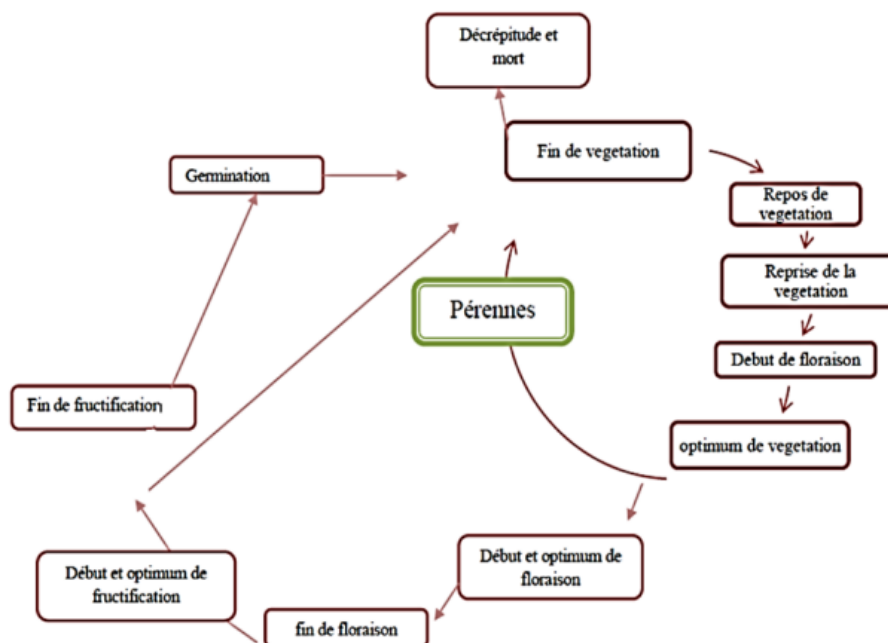 Décrépitude et
mort
Fin de vegetation
Germination
Repos de
vegetation
Reprise de la
vegetation
Pérennes
Debut de floraison
Fin de fructification
optimum de vegetation
Début et optimum de
floraison
Début et optimum de
fructification
fin de floraison